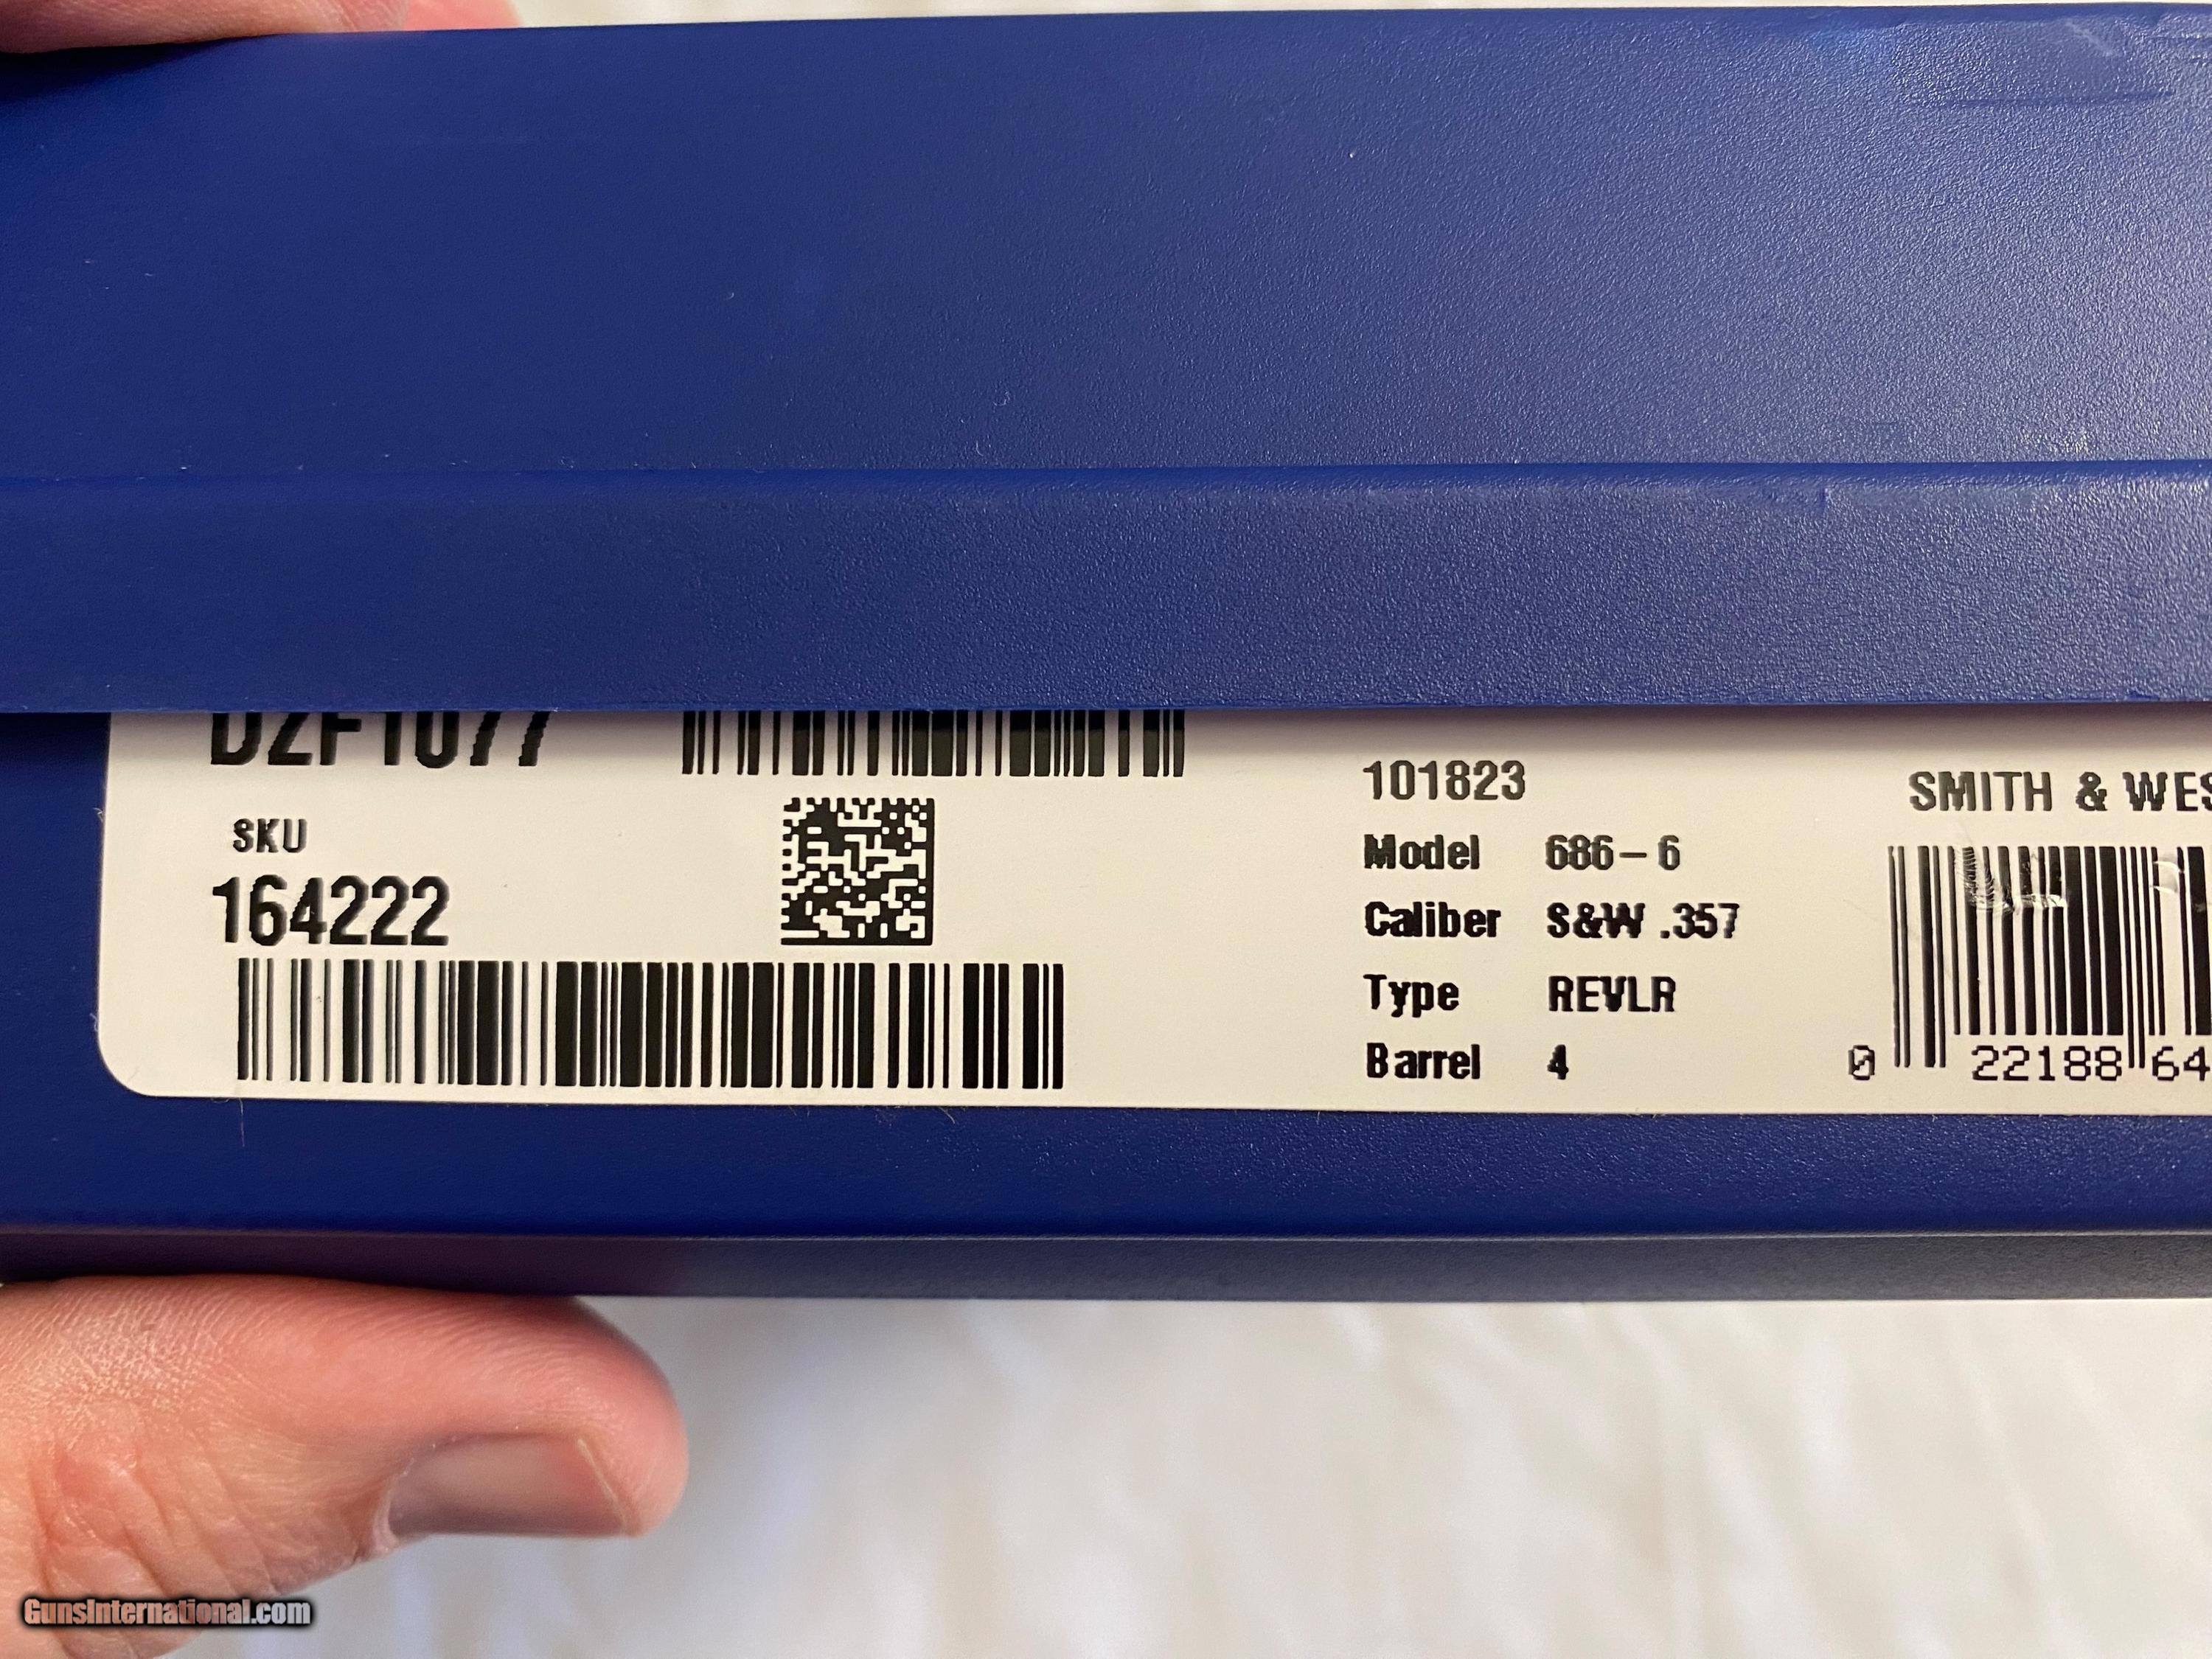 DZF1077
SKU
164222
101823
Model 686-6
Caliber S&W .357
Type REVLR
Barrel 4
SMITH & WES
0 22188 64
GunsInternational.com